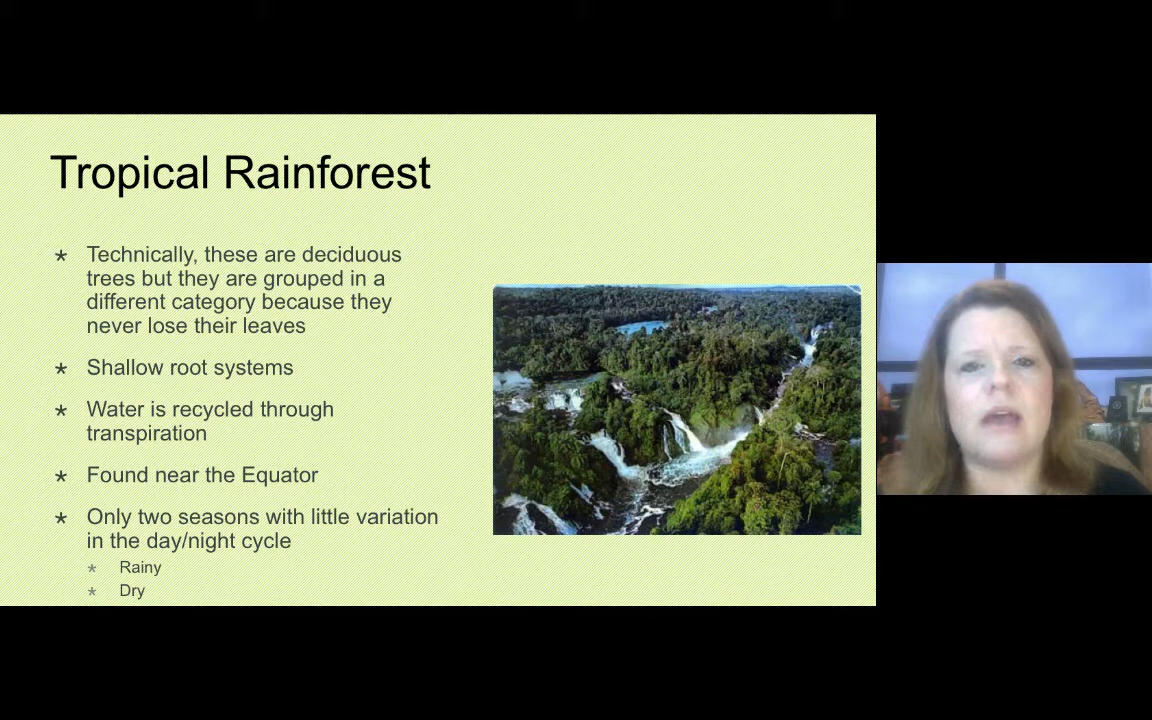 Tropical Rainforest
* Technically, these are deciduous
trees but they are grouped in a
different category because they
never lose their leaves
* Shallow root systems
* Water is recycled through
transpiration
* Found near the Equator
* Only two seasons with little variation
in the day/night cycle
* Rainy
* Dry